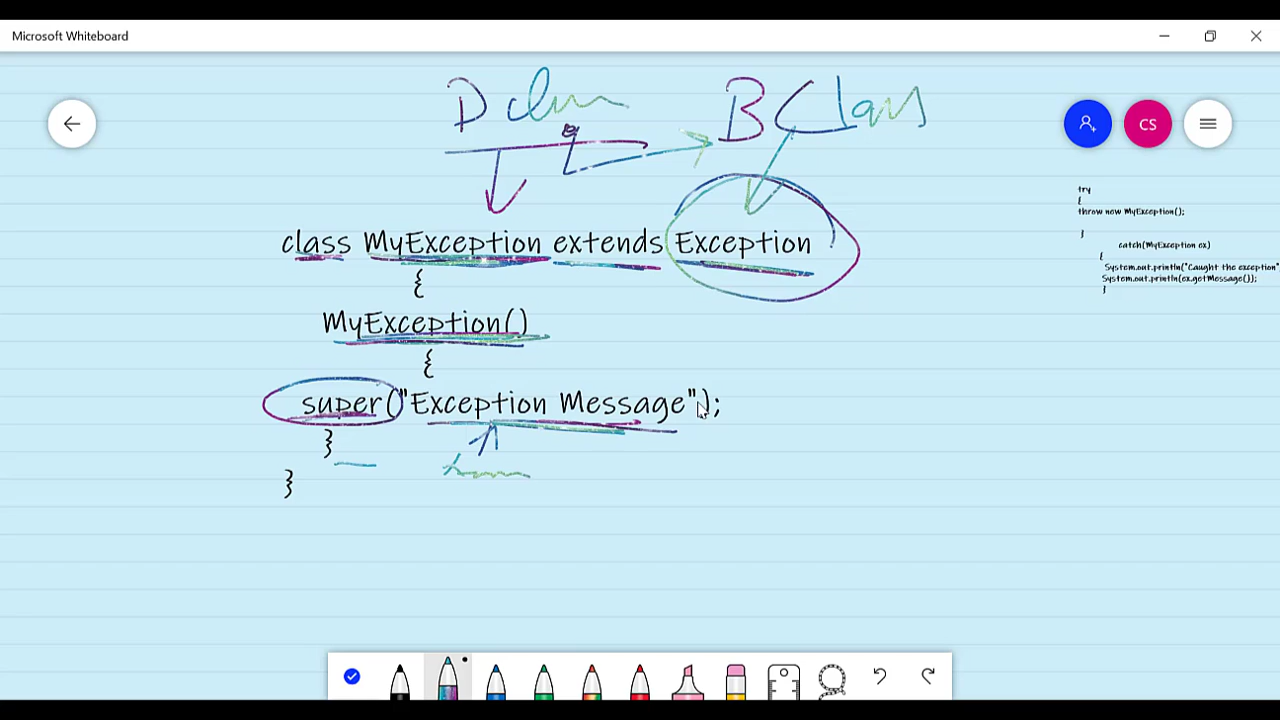 Microsoft Whiteboard
D class B Class
CS
class MyException extends Exception
{
MyException()
{
super("Exception Message");
}
}
try
{
throw new MyException();
}
catch(MyException ex)
{
System.out.println("Caught the exception"
System.out.println(ex.getMessage());
}